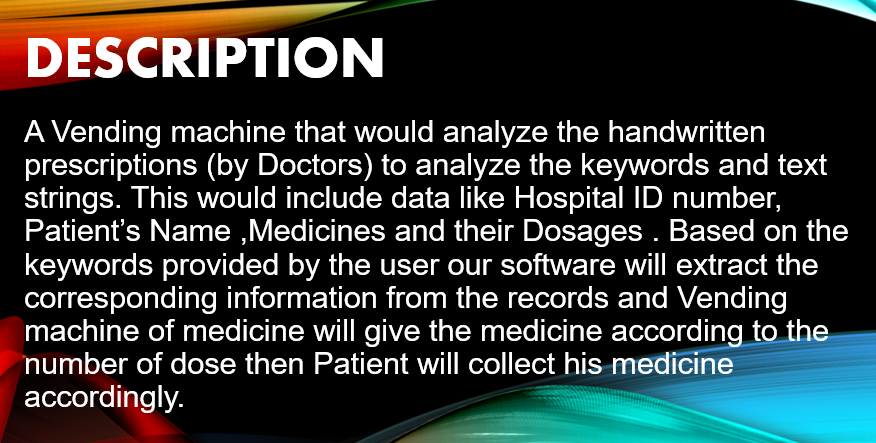 DESCRIPTION
A Vending machine that would analyze the handwritten
prescriptions (by Doctors) to analyze the keywords and text
strings. This would include data like Hospital ID number,
Patient’s Name ,Medicines and their Dosages . Based on the
keywords provided by the user our software will extract the
corresponding information from the records and Vending
machine of medicine will give the medicine according to the
number of dose then Patient will collect his medicine
accordingly.